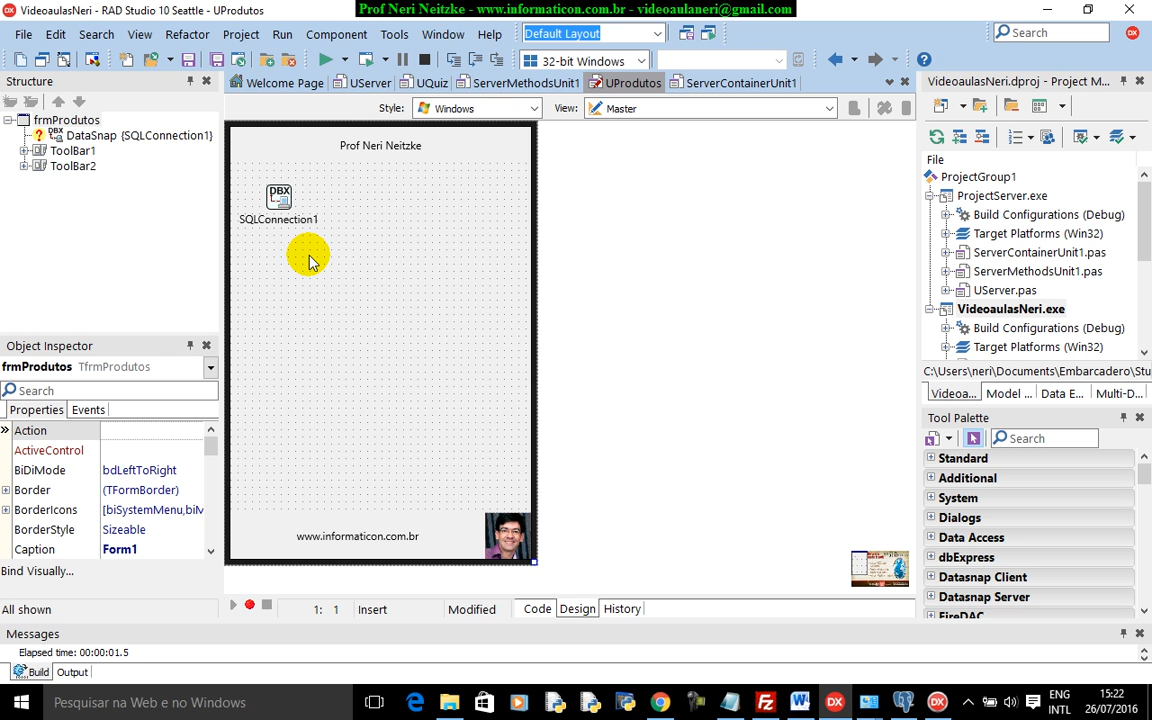 VideoaulasNeri - RAD Studio 10 Seattle - UProdutos
Prof Neri Neitzke - www.informaticon.com.br - videoaulaneri@gmail.com
File Edit Search View Refactor Project Run Component Tools Window Help
Default Layout
Search
32-bit Windows
Structure
Welcome Page
UServer
UQuiz
ServerMethodsUnit1
UProdutos
ServerContainerUnit1
VideoaulasNeri.dproj - Project M...
Style:
Windows
View:
Master
frmProdutos
DataSnap {SQLConnection1}
ToolBar1
ToolBar2
Prof Neri Neitzke
DBX
SQLConnection1
www.informaticon.com.br
File
ProjectGroup1
ProjectServer.exe
Build Configurations (Debug)
Target Platforms (Win32)
ServerContainerUnit1.pas
ServerMethodsUnit1.pas
UServer.pas
VideoaulasNeri.exe
Build Configurations (Debug)
Target Platforms (Win32)
C:\Users\neri\Documents\Embarcadero\Stu
Videoa...
Model ...
Data E...
Multi-D...
Object Inspector
frmProdutos TfrmProdutos
Search
Properties Events
Action
ActiveControl
BiDiMode bdLeftToRight
Border (TFormBorder)
BorderIcons [biSystemMenu,biM
BorderStyle Sizeable
Caption Form1
Bind Visually...
All shown
Tool Palette
Search
Standard
Additional
System
Dialogs
Data Access
dbExpress
Datasnap Client
Datasnap Server
FireDAC
1: 1 Insert Modified
Code Design History
Messages
Elapsed time: 00:00:01.5
Build Output
Pesquisar na Web e no Windows
ENG
INTL
15:22
26/07/2016